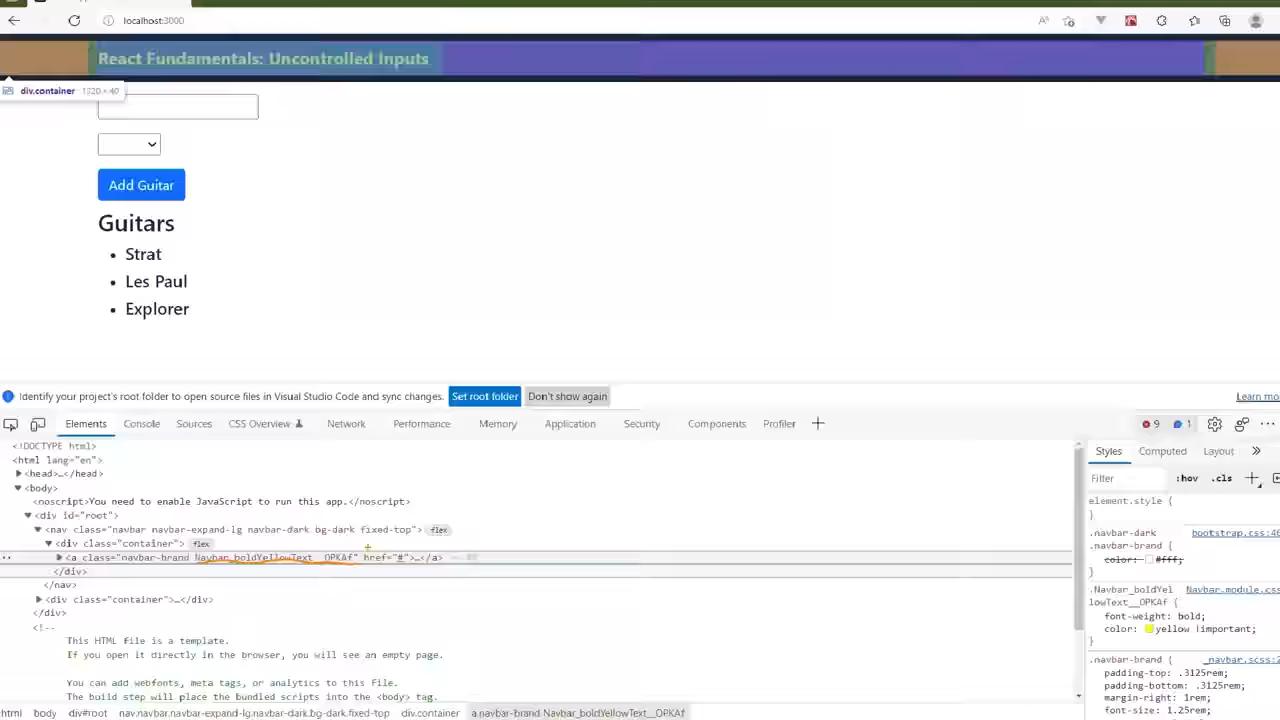 localhost:3000
React Fundamentals: Uncontrolled Inputs
div.container 1320 × 40
Add Guitar
Guitars
• Strat
• Les Paul
• Explorer
Identify your project's root folder to open source files in Visual Studio Code and sync changes. Set root folder Don't show again Learn mo
Elements Console Sources CSS Overview Network Performance Memory Application Security Components Profiler 9 1
<!DOCTYPE html>
<html lang="en">
<head>…</head>
<body>
<noscript>You need to enable JavaScript to run this app.</noscript>
<div id="root">
<nav class="navbar navbar-expand-lg navbar-dark bg-dark fixed-top"> flex
<div class="container"> flex
<a class="navbar-brand Navbar_boldYellowText__OPKAf" href="#">…</a>
</div>
</nav>
<div class="container">…</div>
</div>
<!--
This HTML file is a template.
If you open it directly in the browser, you will see an empty page.
You can add webfonts, meta tags, or analytics to this file.
The build step will place the bundled scripts into the <body> tag.
html body div#root nav.navbar.navbar-expand-lg.navbar-dark.bg-dark.fixed-top div.container a.navbar-brand.Navbar_boldYellowText__OPKAf
Styles Computed Layout
Filter :hov .cls
element.style {
}
.navbar-dark bootstrap.css:46
.navbar-brand {
color: #fff;
}
.Navbar_boldYel Navbar.module.css
lowText__OPKAf {
font-weight: bold;
color: yellow !important;
}
.navbar-brand { _navbar.scss:2
padding-top: .3125rem;
padding-bottom: .3125rem;
margin-right: 1rem;
font-size: 1.25rem;